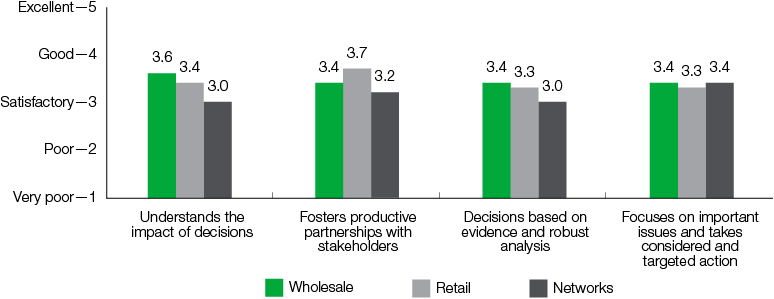 Excellent—5
Good—4
Satisfactory—3
Poor—2
Very poor—1
3.6 3.4 3.0
3.4 3.7 3.2
3.4 3.3 3.0
3.4 3.3 3.4
Understands the
impact of decisions
Fosters productive
partnerships with
stakeholders
Decisions based on
evidence and robust
analysis
Focuses on important
issues and takes
considered and
targeted action
Wholesale Retail Networks